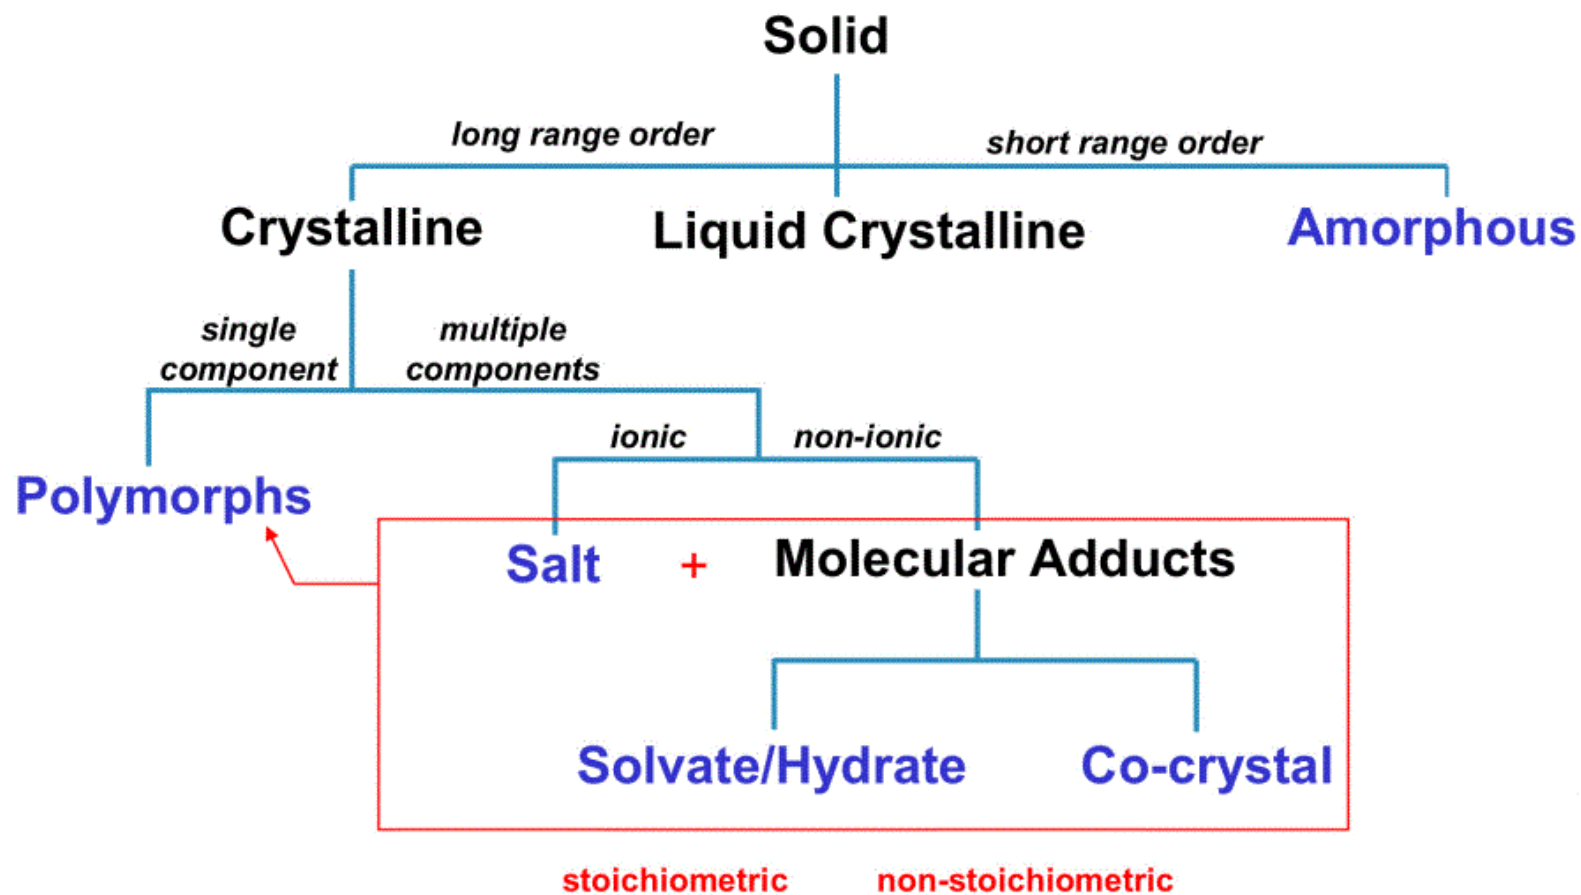 Solid
long range order
short range order
Crystalline
Liquid Crystalline
Amorphous
single
component
multiple
components
ionic
non-ionic
Polymorphs
Salt
+
Molecular Adducts
Solvate/Hydrate
Co-crystal
stoichiometric
non-stoichiometric